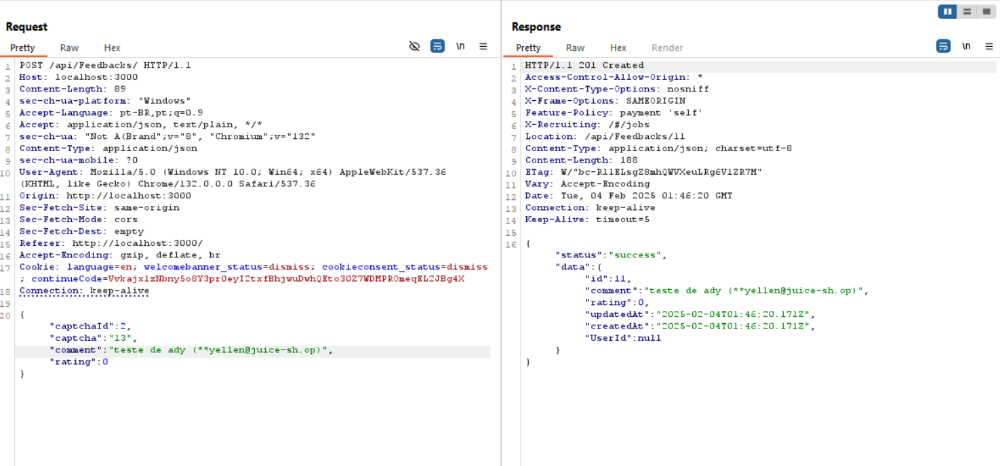 Request
Pretty Raw Hex \n
1 POST /api/Feedbacks/ HTTP/1.1
2 Host: localhost:3000
3 Content-Length: 89
4 sec-ch-ua-platform: "Windows"
5 Accept-Language: pt-BR,pt;q=0.9
6 Accept: application/json, text/plain, */*
7 sec-ch-ua: "Not A(Brand";v="8", "Chromium";v="132"
8 Content-Type: application/json
9 sec-ch-ua-mobile: ?0
10 User-Agent: Mozilla/5.0 (Windows NT 10.0; Win64; x64) AppleWebKit/537.36
(KHTML, like Gecko) Chrome/132.0.0.0 Safari/537.36
11 Origin: http://localhost:3000
12 Sec-Fetch-Site: same-origin
13 Sec-Fetch-Mode: cors
14 Sec-Fetch-Dest: empty
15 Referer: http://localhost:3000/
16 Accept-Encoding: gzip, deflate, br
17 Cookie: language=en; welcomebanner_status=dismiss; cookieconsent_status=dismiss
; continueCode=
18 Connection: keep-alive
19
20 {
"captchaId":2,
"captcha":"13",
"comment":"teste de ady (**yellen@juice-sh.op)",
"rating":0
}
Response
Pretty Raw Hex Render \n
1 HTTP/1.1 201 Created
2 Access-Control-Allow-Origin: *
3 X-Content-Type-Options: nosniff
4 X-Frame-Options: SAMEORIGIN
5 Feature-Policy: payment 'self'
6 X-Recruiting: /#/jobs
7 Location: /api/Feedbacks/11
8 Content-Type: application/json; charset=utf-8
9 Content-Length: 188
10 ETag:
11 Vary: Accept-Encoding
12 Date: Tue, 04 Feb 2025 01:46:20 GMT
13 Connection: keep-alive
14 Keep-Alive: timeout=5
15
16 {
"status":"success",
"data":{
"id":11,
"comment":"teste de ady (**yellen@juice-sh.op)",
"rating":0,
"updatedAt":"2025-02-04T01:46:20.171Z",
"createdAt":"2025-02-04T01:46:20.171Z",
"UserId":null
}
}